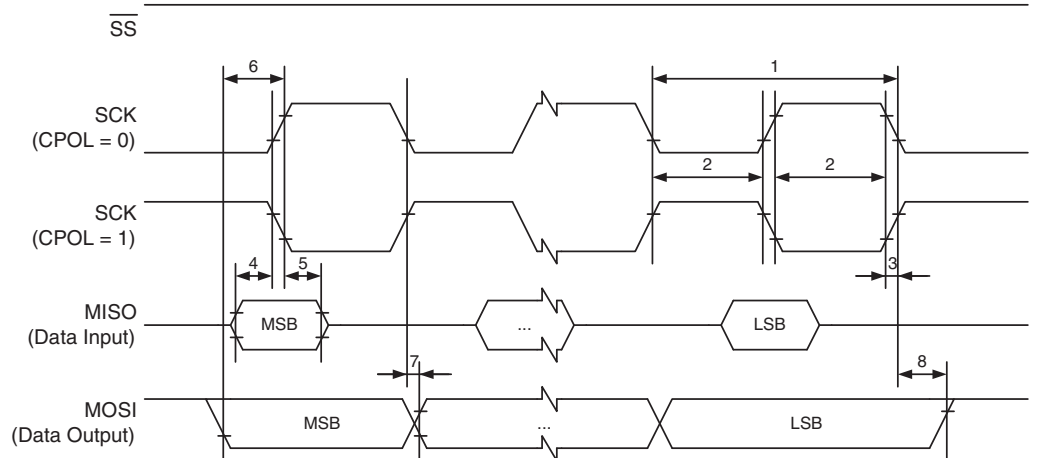 SS
6
1
SCK
(CPOL = 0)
2
2
SCK
(CPOL = 1)
4
5
3
MISO
(Data Input)
MSB
...
LSB
7
8
MOSI
(Data Output)
MSB
...
LSB